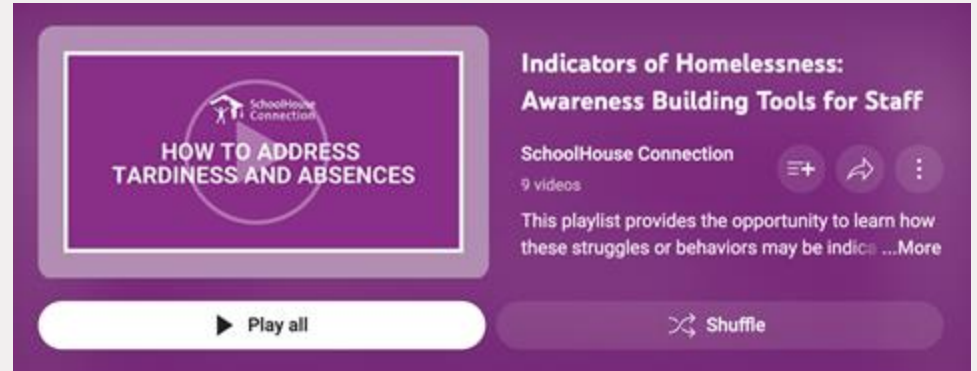 SchoolHouse
Connection
HOW TO ADDRESS
TARDINESS AND ABSENCES
Indicators of Homelessness:
Awareness Building Tools for Staff
SchoolHouse Connection
9 videos
This playlist provides the opportunity to learn how
these struggles or behaviors may be indica ...More
Play all
Shuffle